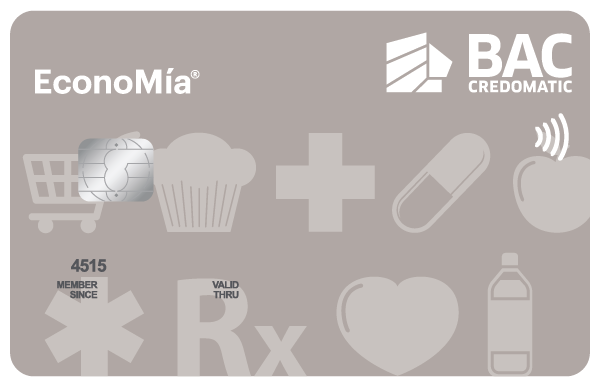 EconoMía®
BAC
CREDOMATIC
4515
MEMBER
SINCE
VALID
THRU
Rx